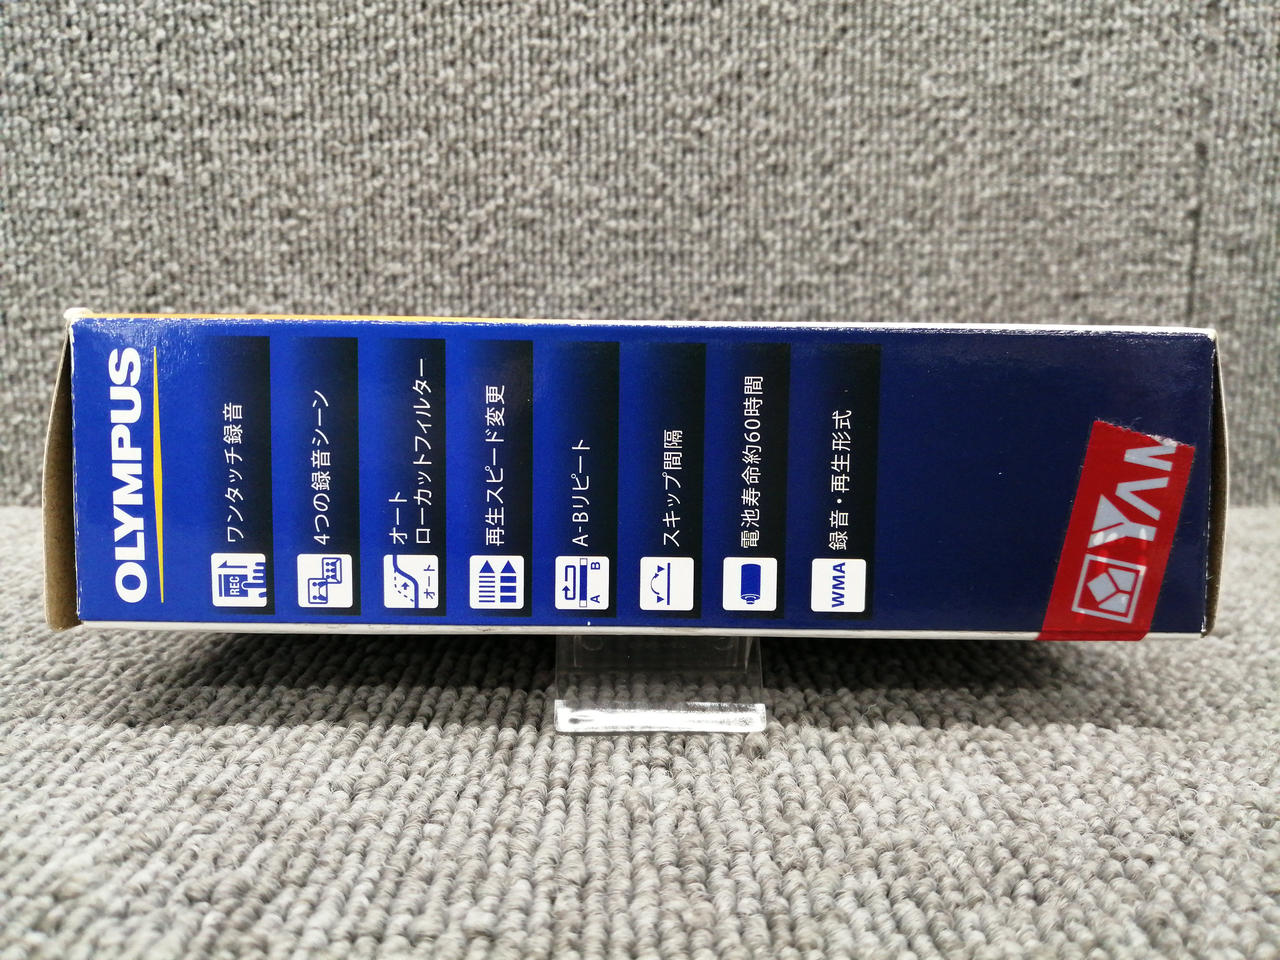 OLYMPUS
REC
ワンタッチ録音
4つの録音シーン
オート
オート
ローカットフィルター
再生スピード変更
A B
A-Bリピート
スキップ間隔
電池寿命約60時間
WMA
録音・再生形式